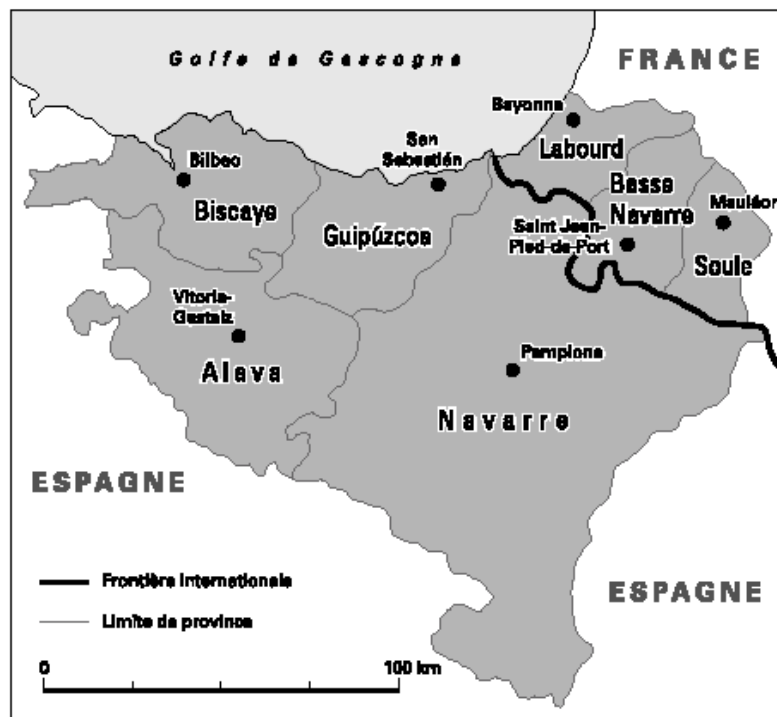 Golfe de Gascogne
FRANCE
Bayonne
Labourd
Bilbao
San
Sebastián
Biscaye
Guipúzcoa
Basse
Navarre
Mauléon
Saint Jean-
Pied-de-Port
Soule
Vitoria-
Gasteiz
Alava
Pamplona
Navarre
ESPAGNE
ESPAGNE
Frontière internationale
Limite de province
0
100 km